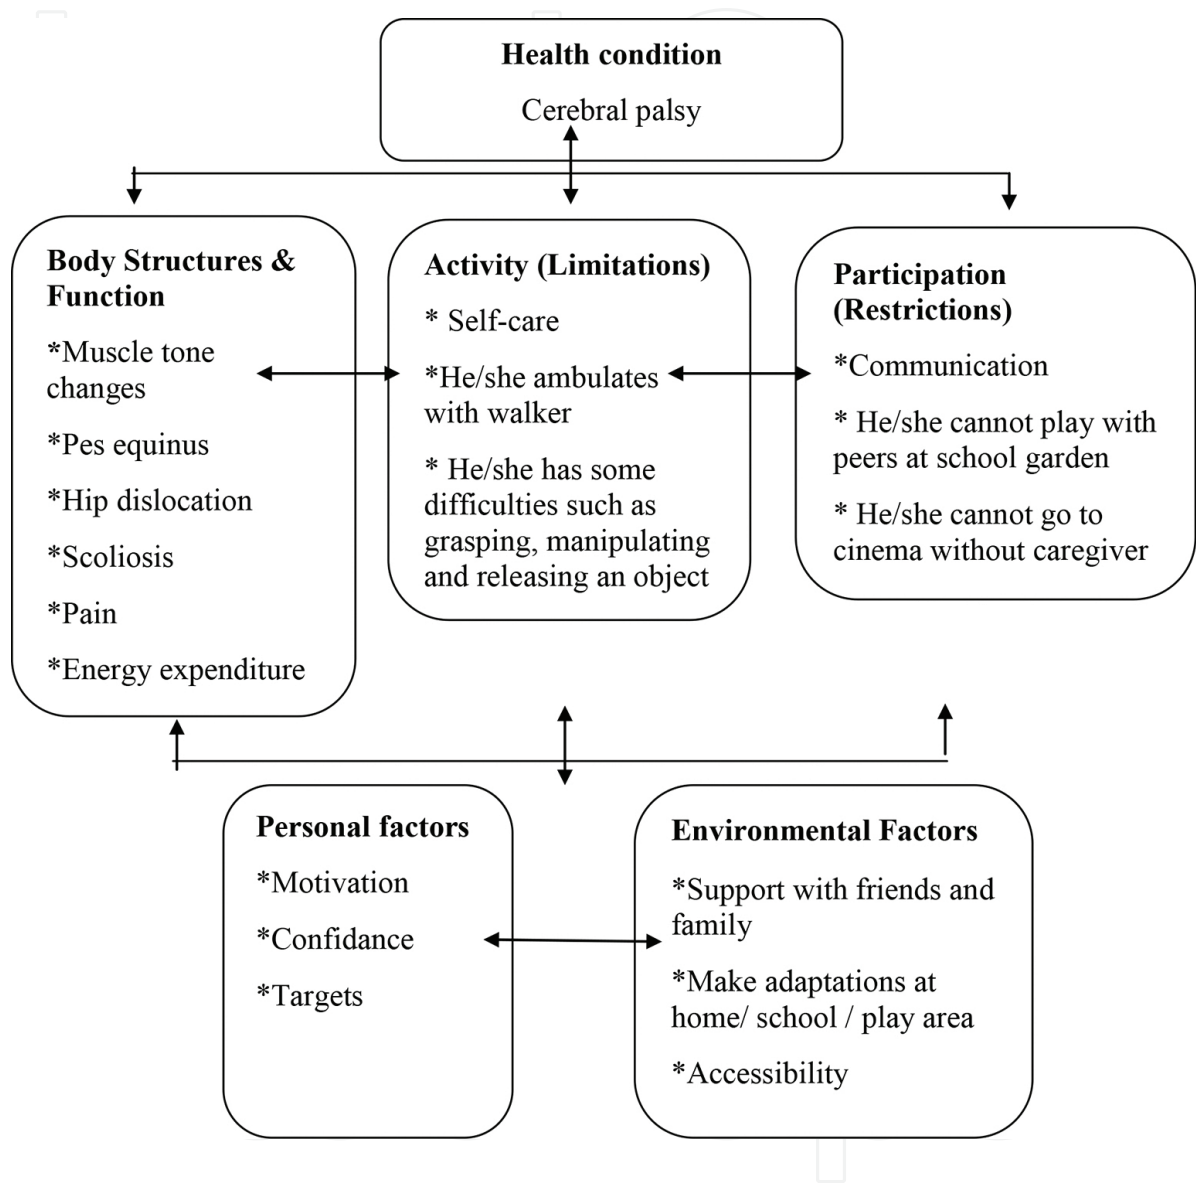 Health condition
Cerebral palsy
Body Structures &
Function
*Muscle tone
changes
*Pes equinus
*Hip dislocation
*Scoliosis
*Pain
*Energy expenditure
Activity (Limitations)
* Self-care
*He/she ambulates
with walker
* He/she has some
difficulties such as
grasping, manipulating
and releasing an object
Participation
(Restrictions)
*Communication
* He/she cannot play with
peers at school garden
* He/she cannot go to
cinema without caregiver
Personal factors
*Motivation
*Confidance
*Targets
Environmental Factors
*Support with friends and
family
*Make adaptations at
home/ school / play area
*Accessibility